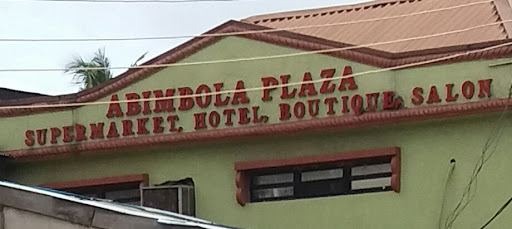 ABIMBOLA PLAZA
SUPERMARKET, HOTEL, BOUTIQUE, SALON